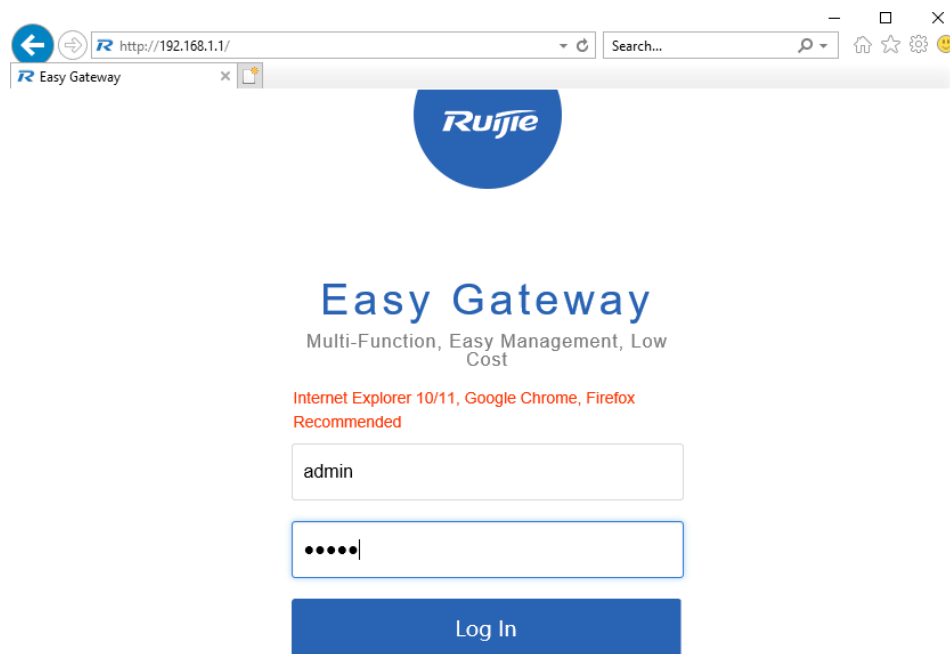 http://192.168.1.1/
Search...
Easy Gateway
Ruijie
Easy Gateway
Multi-Function, Easy Management, Low
Cost
Internet Explorer 10/11, Google Chrome, Firefox
Recommended
admin
•••••
Log In